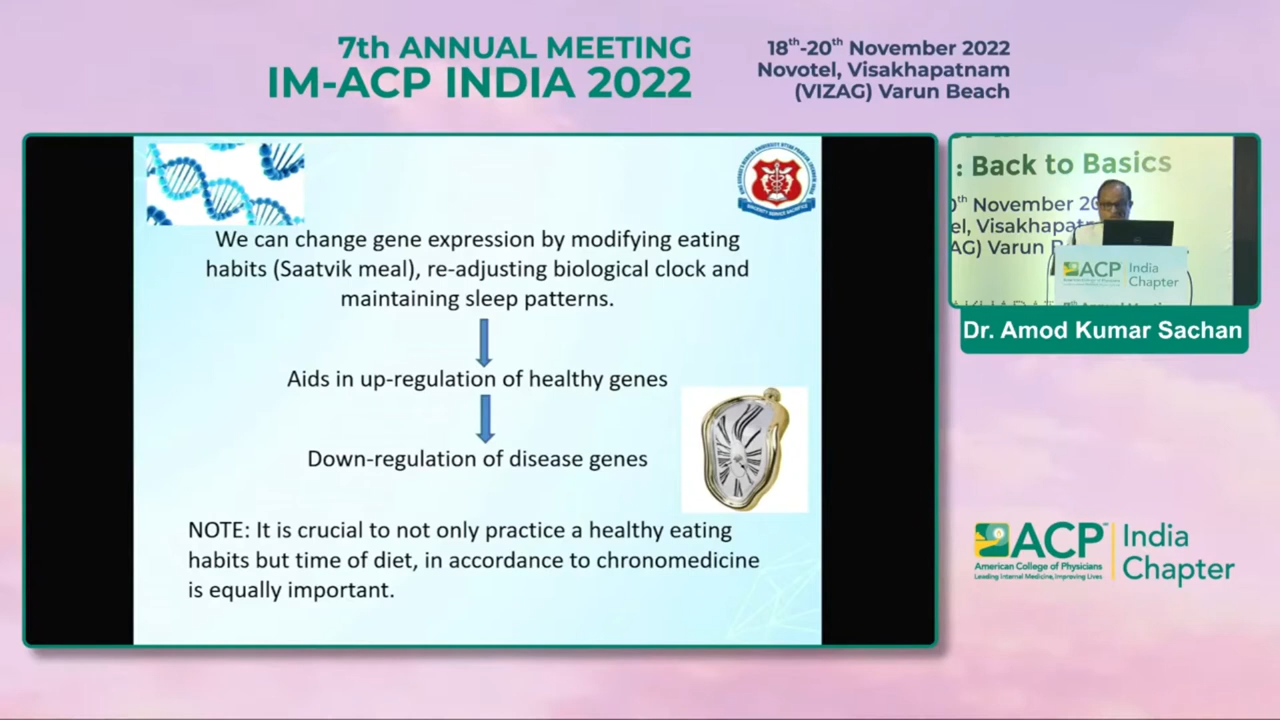 7th ANNUAL MEETING
IM-ACP INDIA 2022
18th-20th November 2022
Novotel, Visakhapatnam
(VIZAG) Varun Beach
We can change gene expression by modifying eating
habits (Saatvik meal), re-adjusting biological clock and
maintaining sleep patterns.
Aids in up-regulation of healthy genes
Down-regulation of disease genes
NOTE: It is crucial to not only practice a healthy eating
habits but time of diet, in accordance to chronomedicine
is equally important.
: Back to Basics
th November 20
el, Visakhapat
AG) Varun B
ACP India
Chapter
Dr. Amod Kumar Sachan
ACP
American College of Physicians
Leading Internal Medicine, Improving Lives
India
Chapter